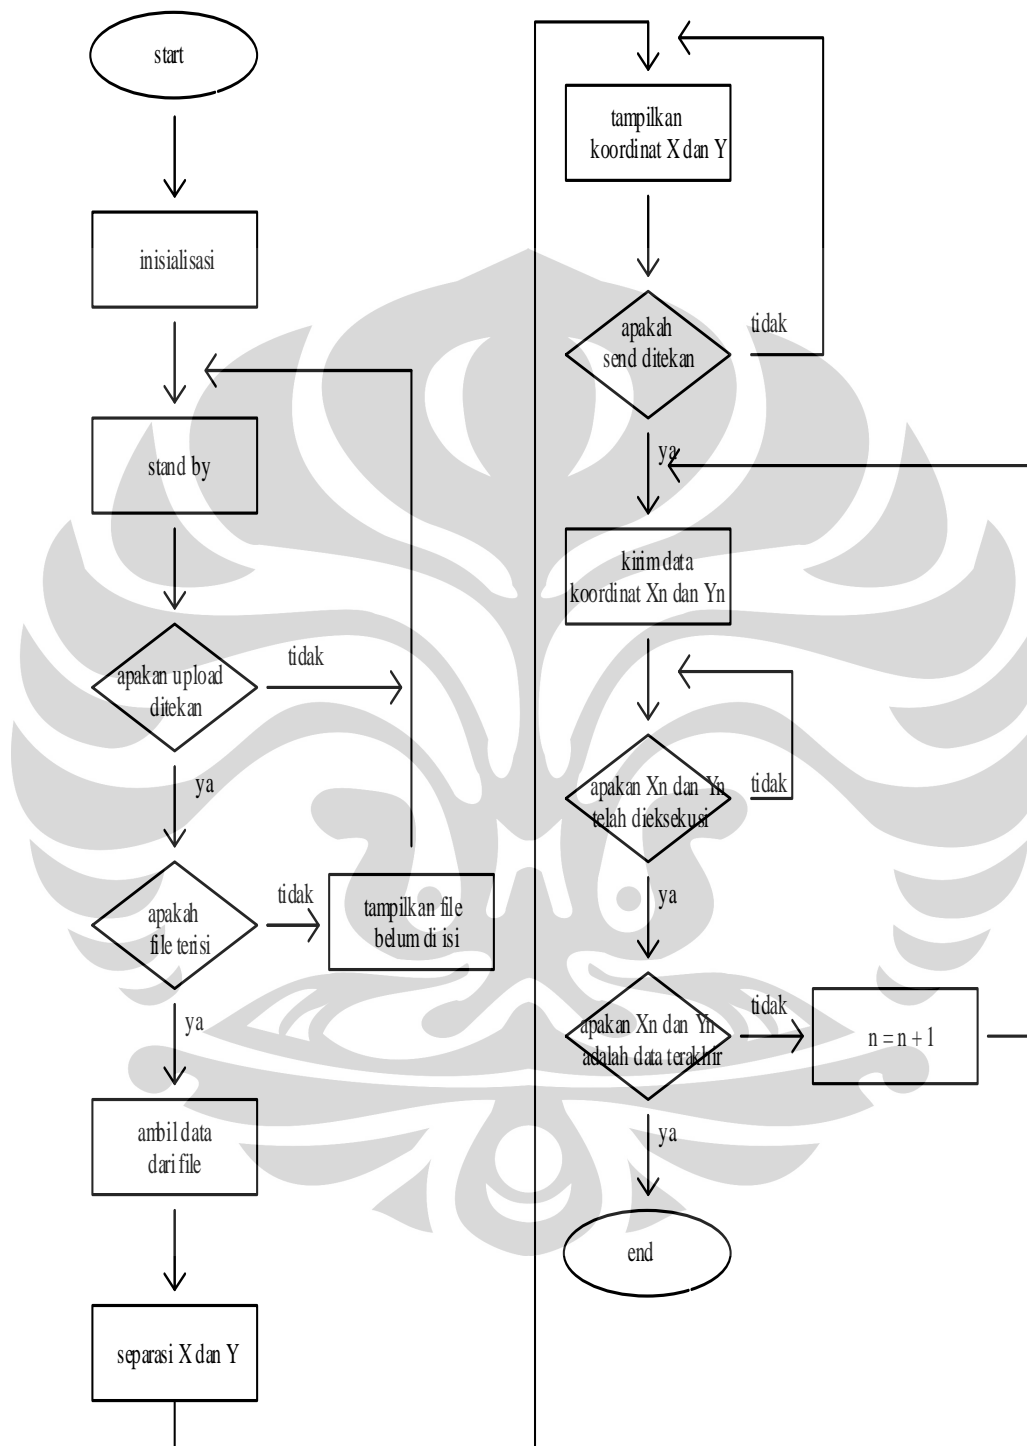 start
inisialisasi
stand by
apakan upload
ditekan
tidak
ya
apakah
file terisi
tidak
tampilkan file
belum di isi
ya
ambil data
dari file
separasi X dan Y
tampilkan
koordinat X dan Y
apakah
send ditekan
tidak
ya
kirim data
koordinat Xn dan Yn
apakan Xn dan Yn
telah dieksekusi
tidak
ya
apakan Xn dan Yn
adalah data terakhir
tidak
n = n + 1
ya
end